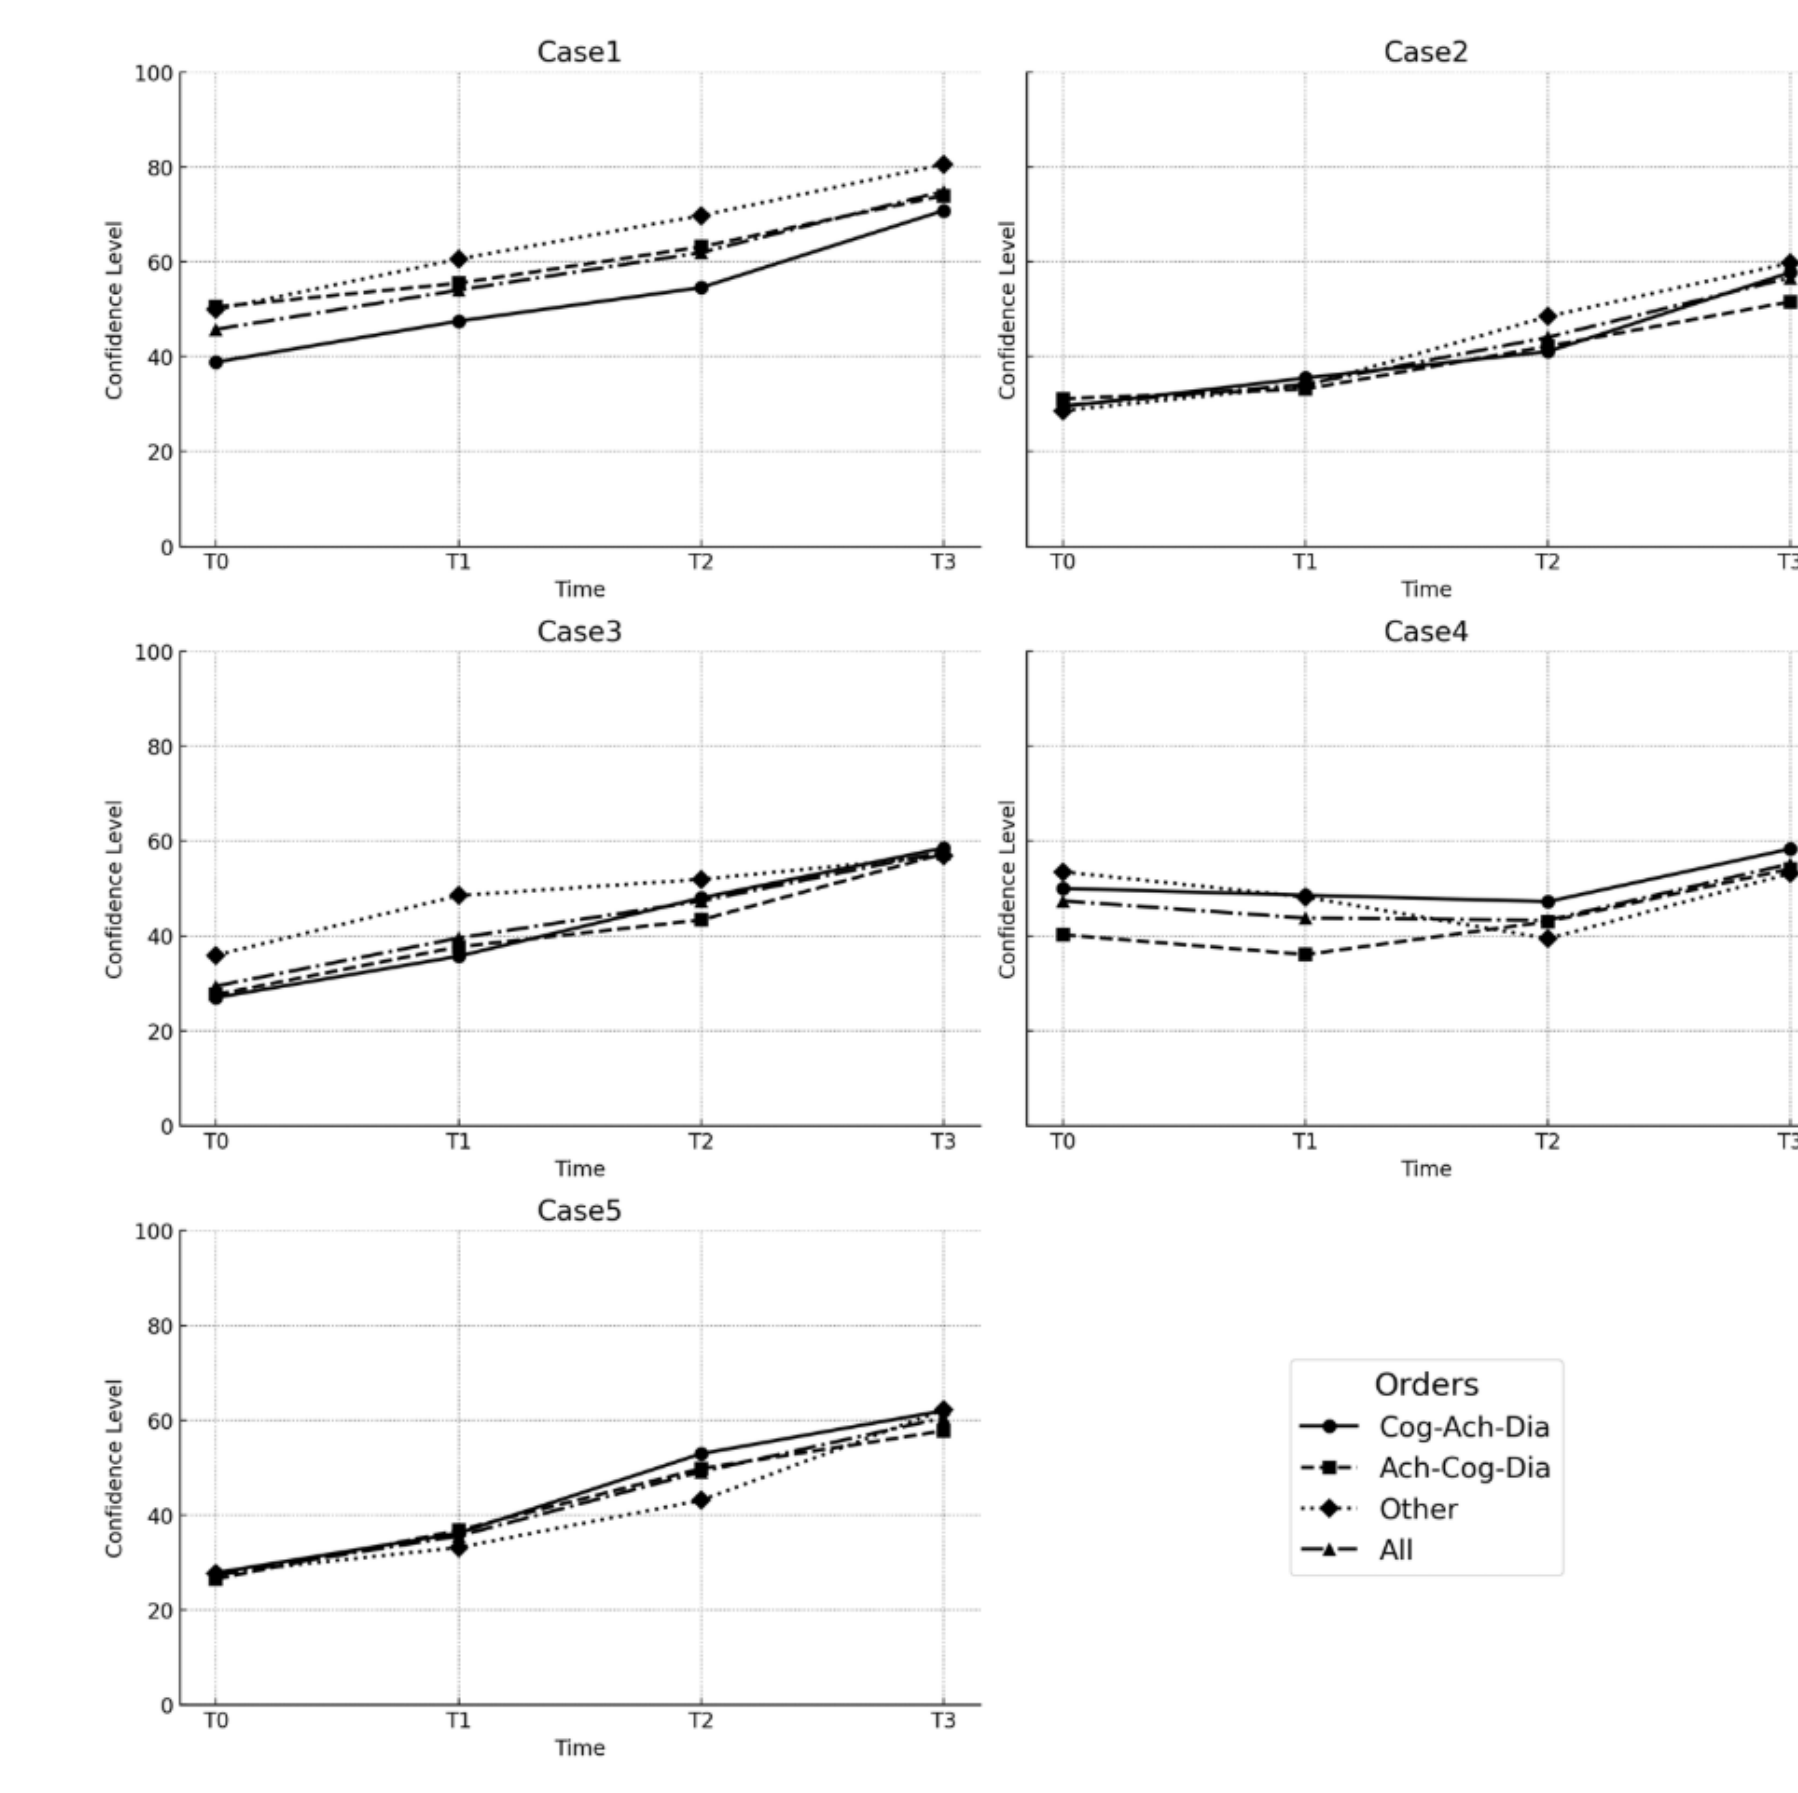 Case1
Confidence Level
100
80
60
40
20
0
T0 T1 T2 T3
Time
Case2
Confidence Level
T0 T1 T2 T3
Time
Case3
Confidence Level
100
80
60
40
20
0
T0 T1 T2 T3
Time
Case4
Confidence Level
T0 T1 T2 T3
Time
Case5
Confidence Level
100
80
60
40
20
0
T0 T1 T2 T3
Time
Orders
Cog-Ach-Dia
Ach-Cog-Dia
Other
All